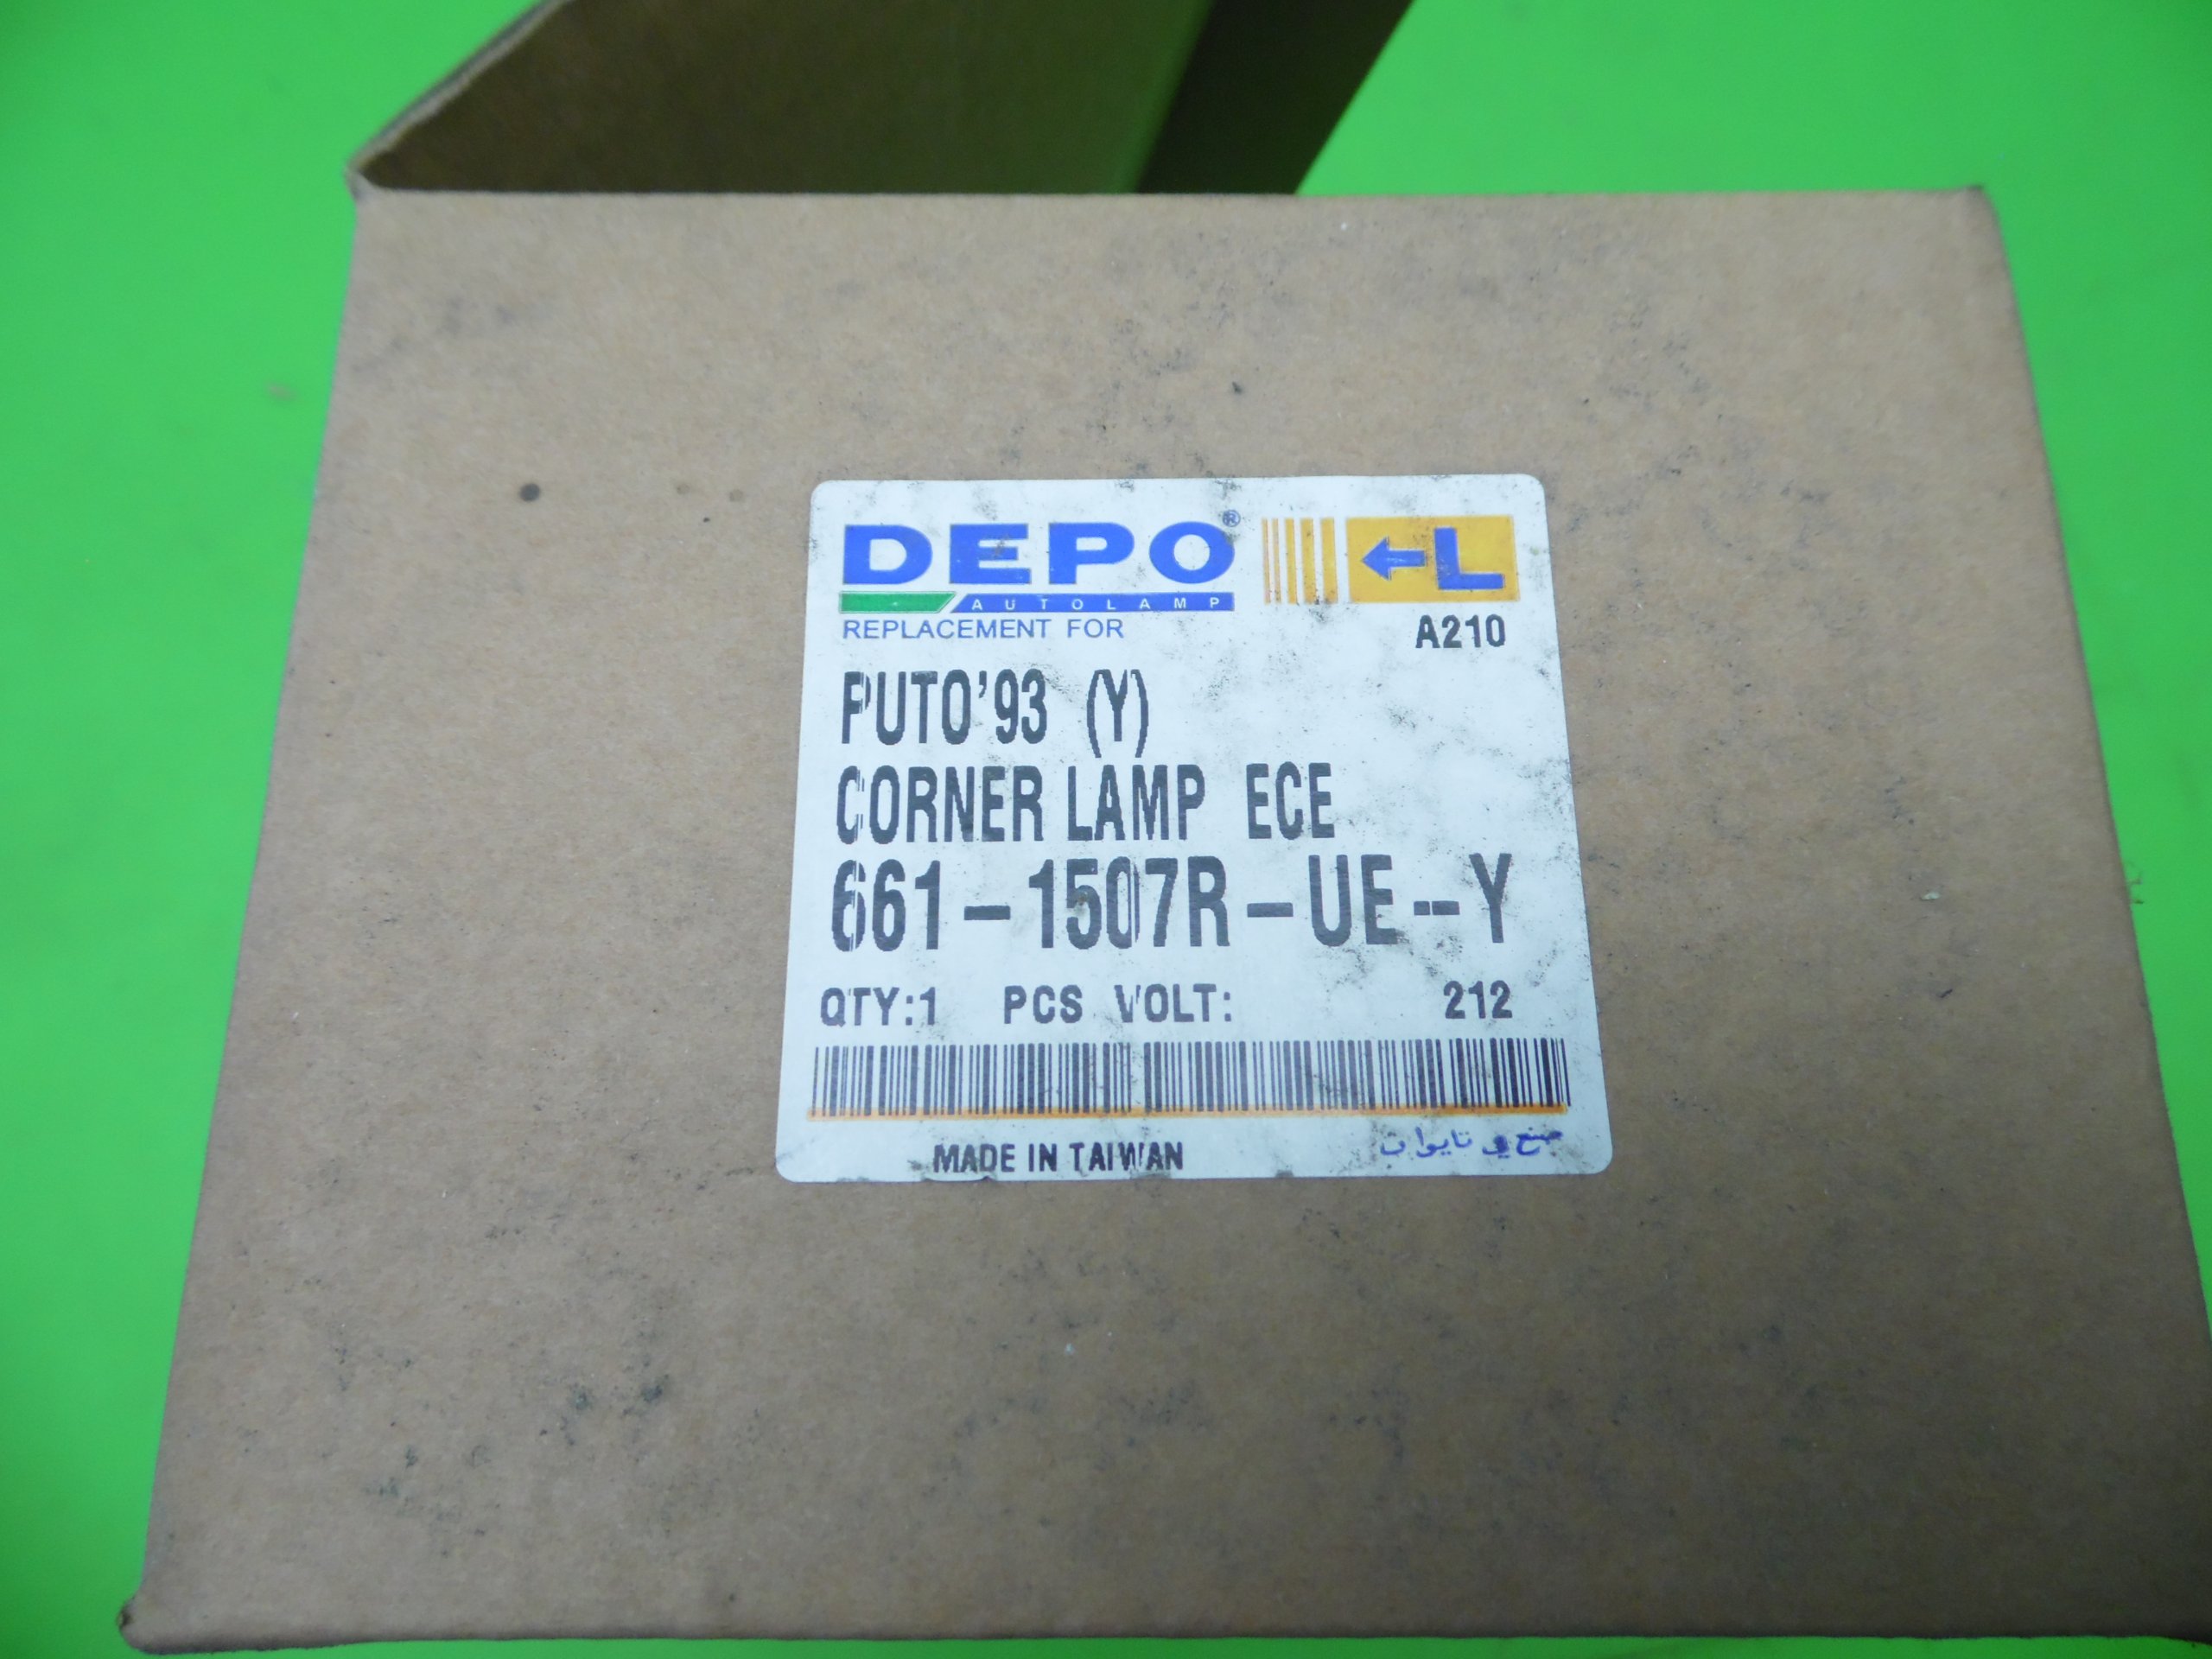 DEPO®
←L
AUTOLAMP
REPLACEMENT FOR
A210
PUTO'93 (Y)
CORNER LAMP ECE
661-1507R-UE--Y
QTY:1 PCS VOLT: 212
MADE IN TAIWAN
صنع في تايوان